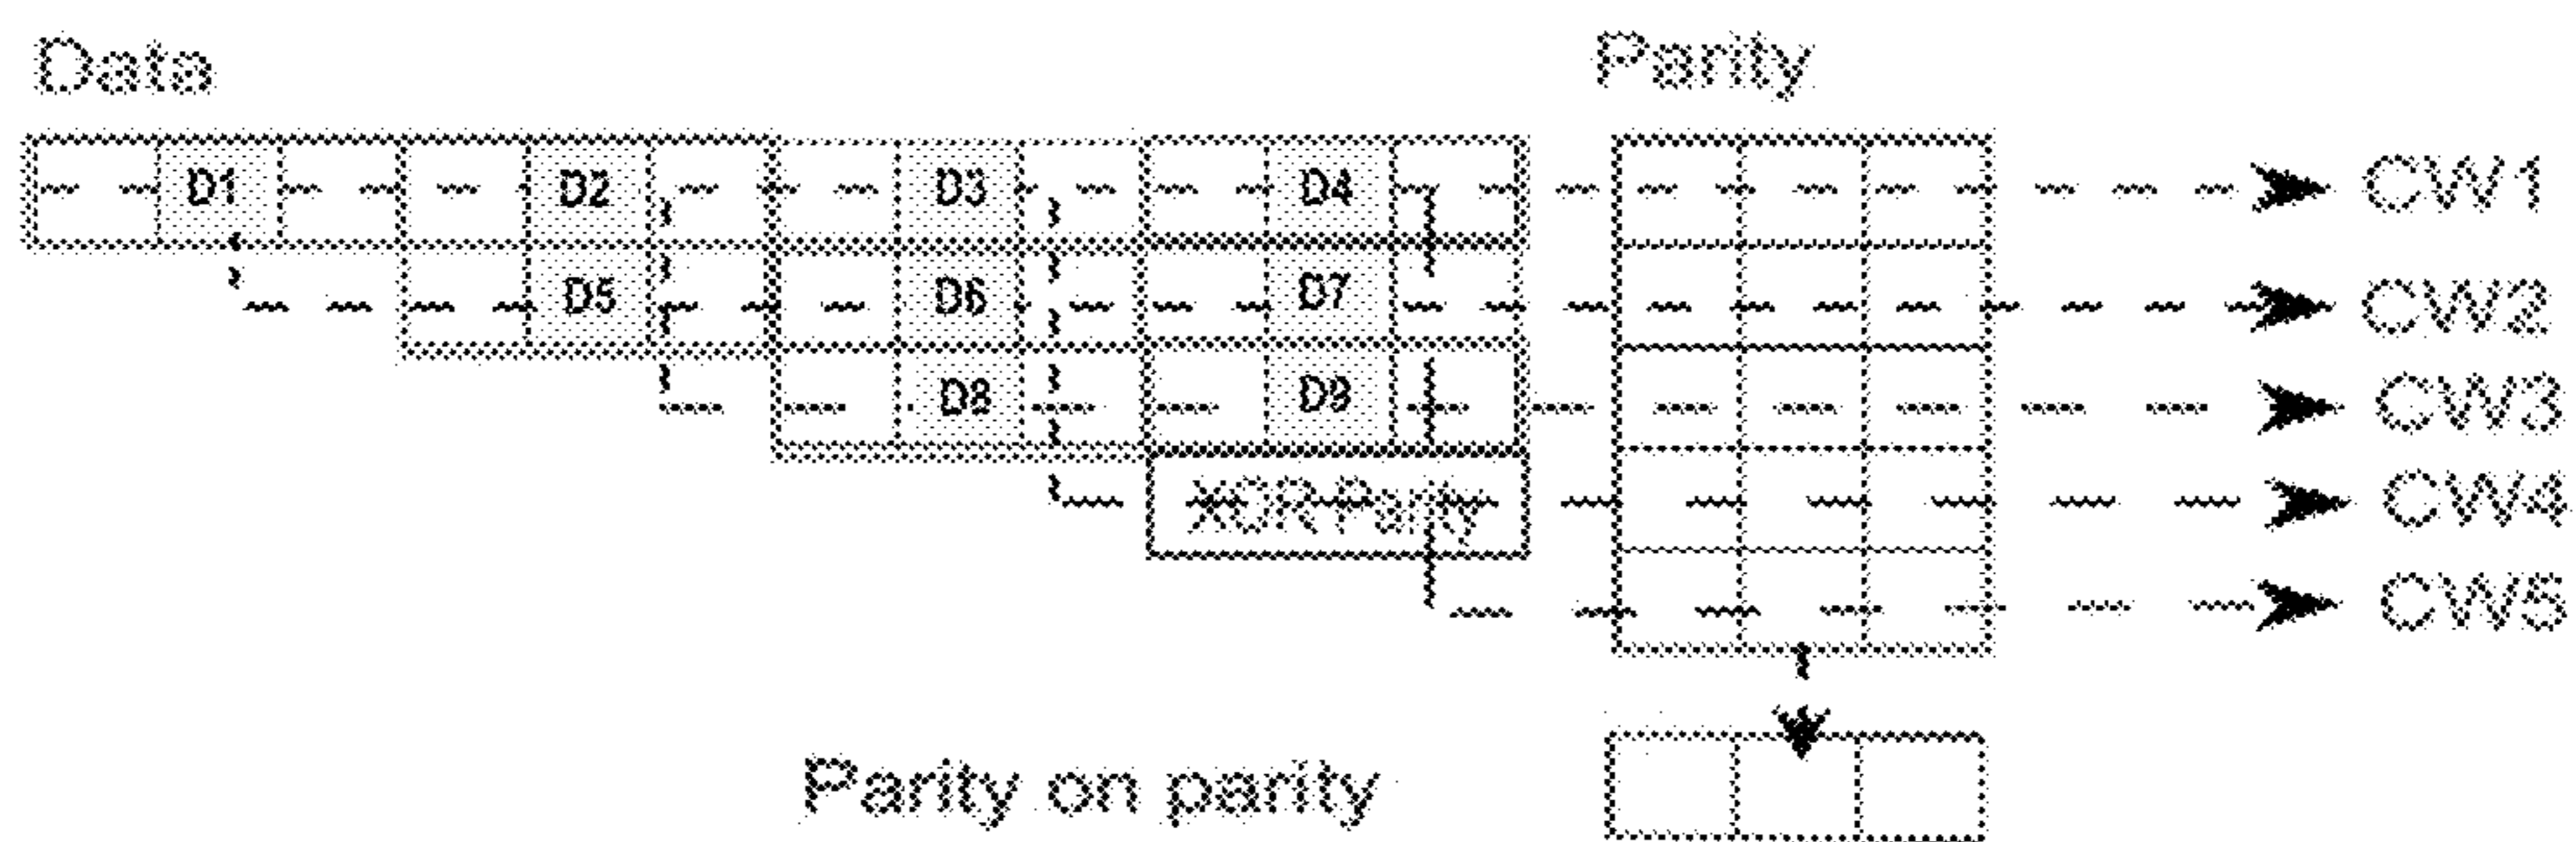 Data Parity
D1 D2 D3 D4 CW1
D5 D6 D7 CW2
D8 D9 CW3
XOR Parity CW4
CW5
Parity on parity